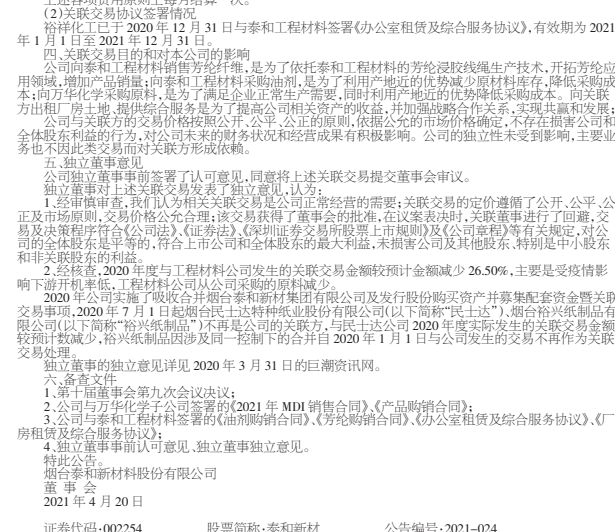 (2)关联交易协议签署情况
裕祥化工已于 2020 年 12 月 31 日与泰和工程材料签署《办公室租赁及综合服务协议》,有效期为 2021
年 1 月 1 日至 2021 年 12 月 31 日。
四、关联交易目的和对本公司的影响
公司向泰和工程材料销售芳纶纤维,是为了依托泰和工程材料的芳纶浸胶线绳生产技术,开拓芳纶应
用领域,增加产品销量;向泰和工程材料采购油剂,是为了利用产地近的优势减少原材料库存,降低采购成
本;向万华化学采购原料,是为了满足企业正常生产需要,同时利用产地近的优势降低采购成本。向关联
方出租厂房土地、提供综合服务是为了提高公司相关资产的收益,并加强战略合作关系,实现共赢和发展;
公司与关联方的交易价格按照公开、公平、公正的原则,依据公允的市场价格确定,不存在损害公司和
全体股东利益的行为,对公司未来的财务状况和经营成果有积极影响。公司的独立性未受到影响,主要业
务也不因此类交易而对关联方形成依赖。
五、独立董事意见
公司独立董事事前签署了认可意见,同意将上述关联交易提交董事会审议。
独立董事对上述关联交易发表了独立意见,认为:
1、经审慎审查,我们认为相关关联交易是公司正常经营的需要;关联交易的定价遵循了公开、公平、公
正及市场原则,交易价格公允合理;该交易获得了董事会的批准,在议案表决时,关联董事进行了回避,交
易及决策程序符合《公司法》、《证券法》、《深圳证券交易所股票上市规则》及《公司章程》等有关规定,对公
司的全体股东是平等的,符合上市公司和全体股东的最大利益,未损害公司及其他股东、特别是中小股东
和非关联股东的利益。
2、经核查,2020 年度与工程材料公司发生的关联交易金额较预计金额减少 26.50%,主要是受疫情影
响下游开机率低,工程材料公司从公司采购的原料减少。
2020 年公司实施了吸收合并烟台泰和新材集团有限公司及发行股份购买资产并募集配套资金暨关联
交易事项,2020 年 7 月 1 日起烟台民士达特种纸业股份有限公司(以下简称“民士达”)、烟台裕兴纸制品有
限公司(以下简称“裕兴纸制品”)不再是公司的关联方,与民士达公司 2020 年度实际发生的关联交易金额
较预计数减少,裕兴纸制品因涉及同一控制下的合并自 2020 年 1 月 1 日与公司发生的交易不再作为关联
交易处理。
独立董事的独立意见详见 2020 年 3 月 31 日的巨潮资讯网。
六、备查文件
1、第十届董事会第九次会议决议;
2、公司与万华化学子公司签署的《2021 年 MDI 销售合同》、《产品购销合同》;
3、公司与泰和工程材料签署的《油剂购销合同》、《芳纶购销合同》、《办公室租赁及综合服务协议》、《厂
房租赁及综合服务协议》;
4、独立董事事前认可意见、独立董事独立意见。
特此公告。
烟台泰和新材料股份有限公司
董 事 会
2021 年 4 月 20 日
证券代码:002254 股票简称:泰和新材 公告编号:2021-024